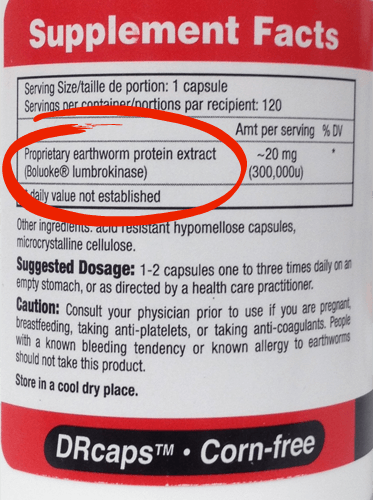 Supplement Facts
Serving Size/taille de portion: 1 capsule
Servings per container/portions par recipient: 120
Amt per serving % DV
Proprietary earthworm protein extract ~20 mg *
(Boluoke® lumbrokinase) (300,000u)
daily value not established
Other ingredients: acid resistant hypomellose capsules,
microcrystalline cellulose.
Suggested Dosage: 1-2 capsules one to three times daily on an
empty stomach, or as directed by a health care practitioner.
Caution: Consult your physician prior to use if you are pregnant,
breastfeeding, taking anti-platelets, or taking anti-coagulants. People
with a known bleeding tendency or known allergy to earthworms
should not take this product.
Store in a cool dry place.
DRcaps™ • Corn-free